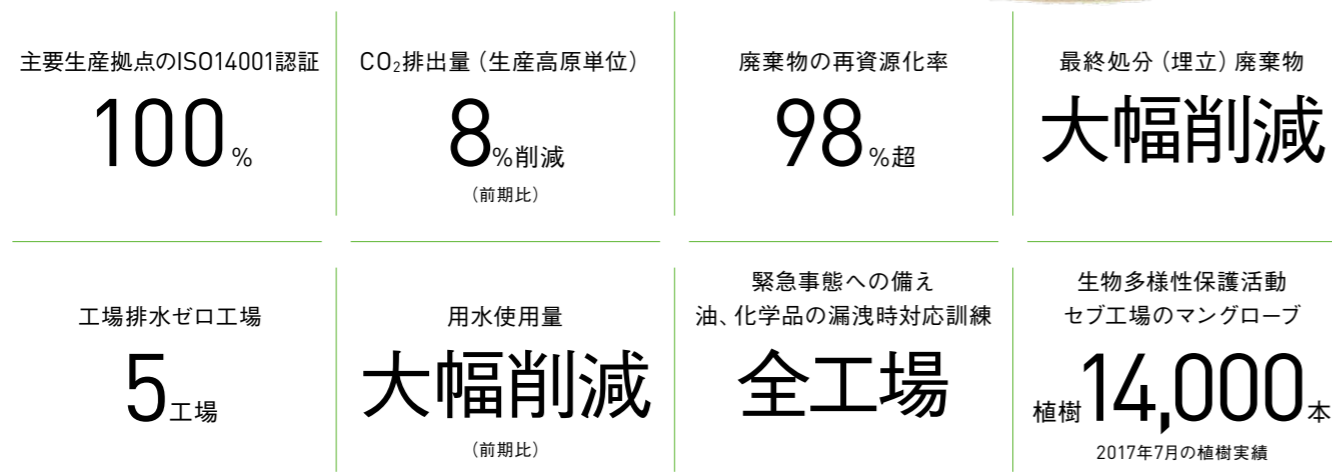 主要生産拠点のISO14001認証
100%
CO₂排出量（生産高原単位）
8%削減
（前期比）
廃棄物の再資源化率
98%超
最終処分（埋立）廃棄物
大幅削減
工場排水ゼロ工場
5工場
用水使用量
大幅削減
（前期比）
緊急事態への備え
油、化学品の漏洩時対応訓練
全工場
生物多様性保護活動
セブ工場のマングローブ
植樹14,000本
2017年7月の植樹実績